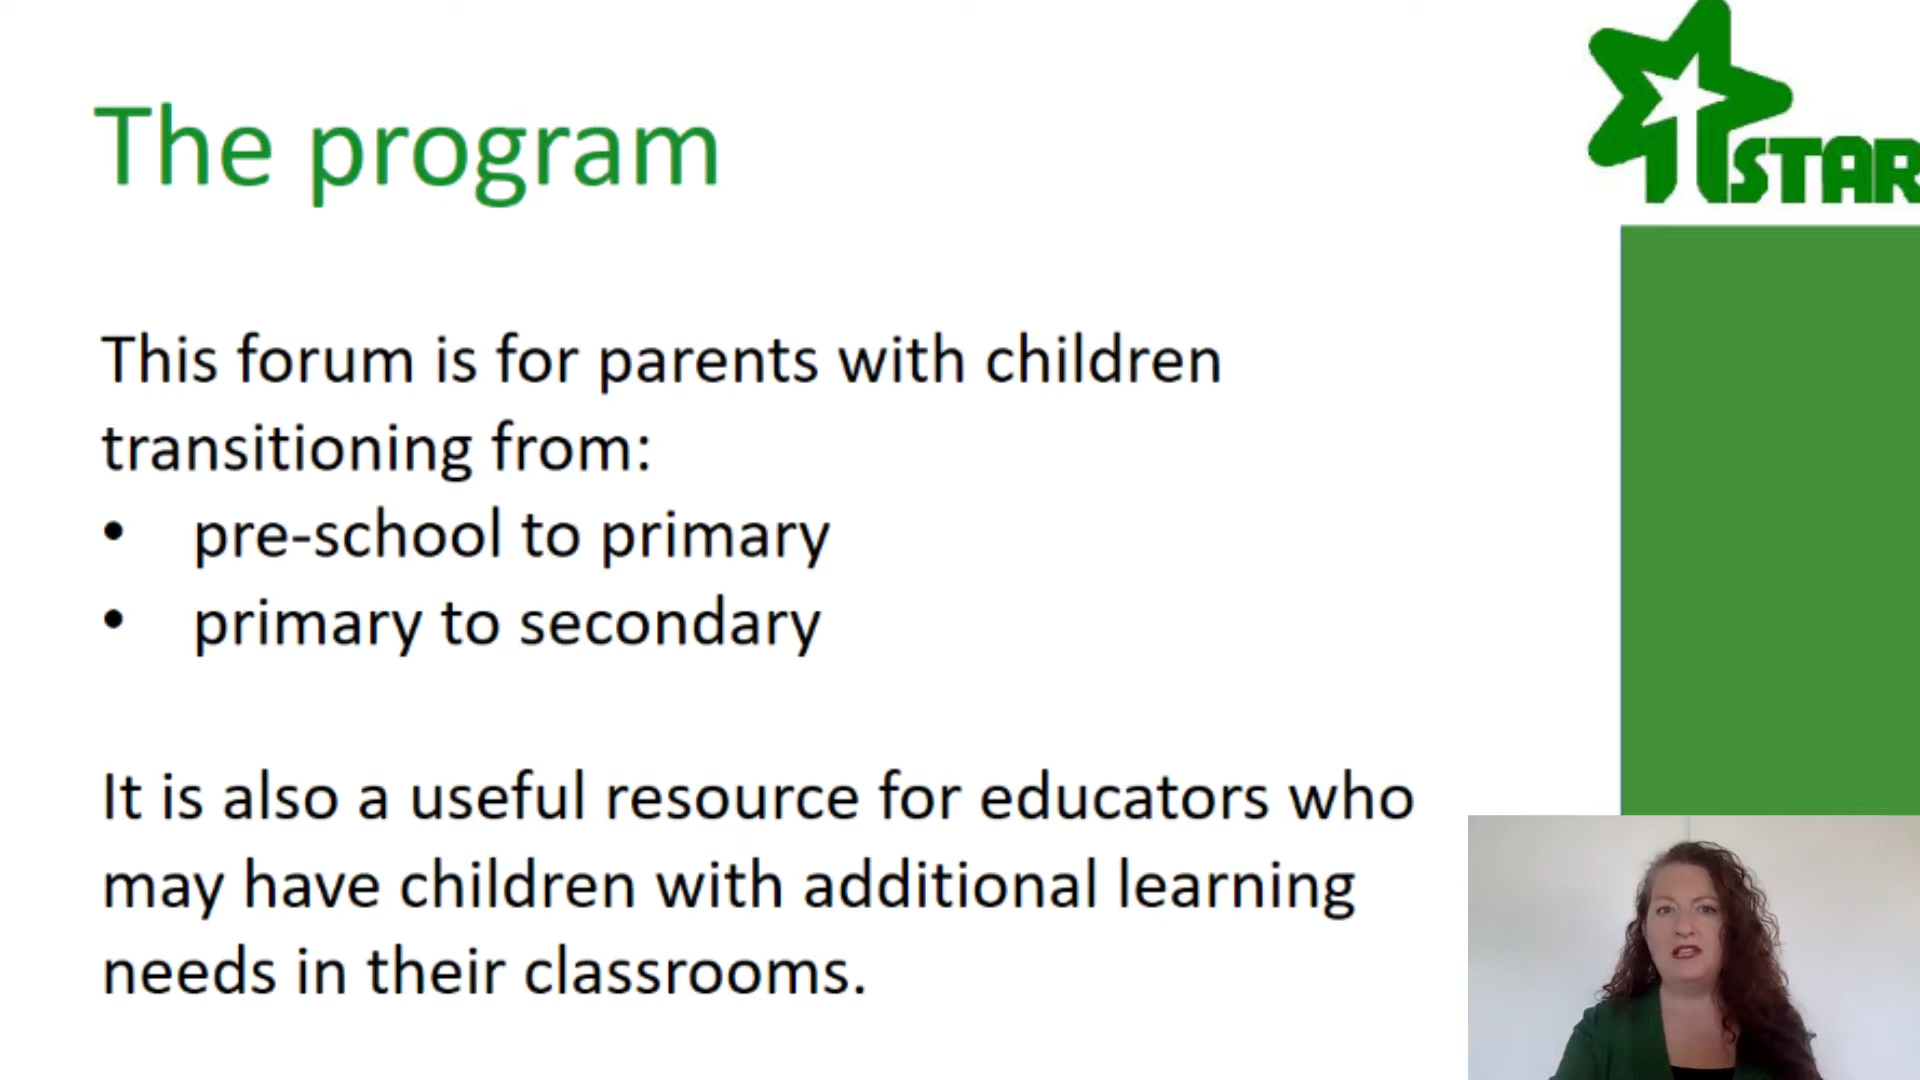 The program
STAR
This forum is for parents with children
transitioning from:
• pre-school to primary
• primary to secondary
It is also a useful resource for educators who
may have children with additional learning
needs in their classrooms.